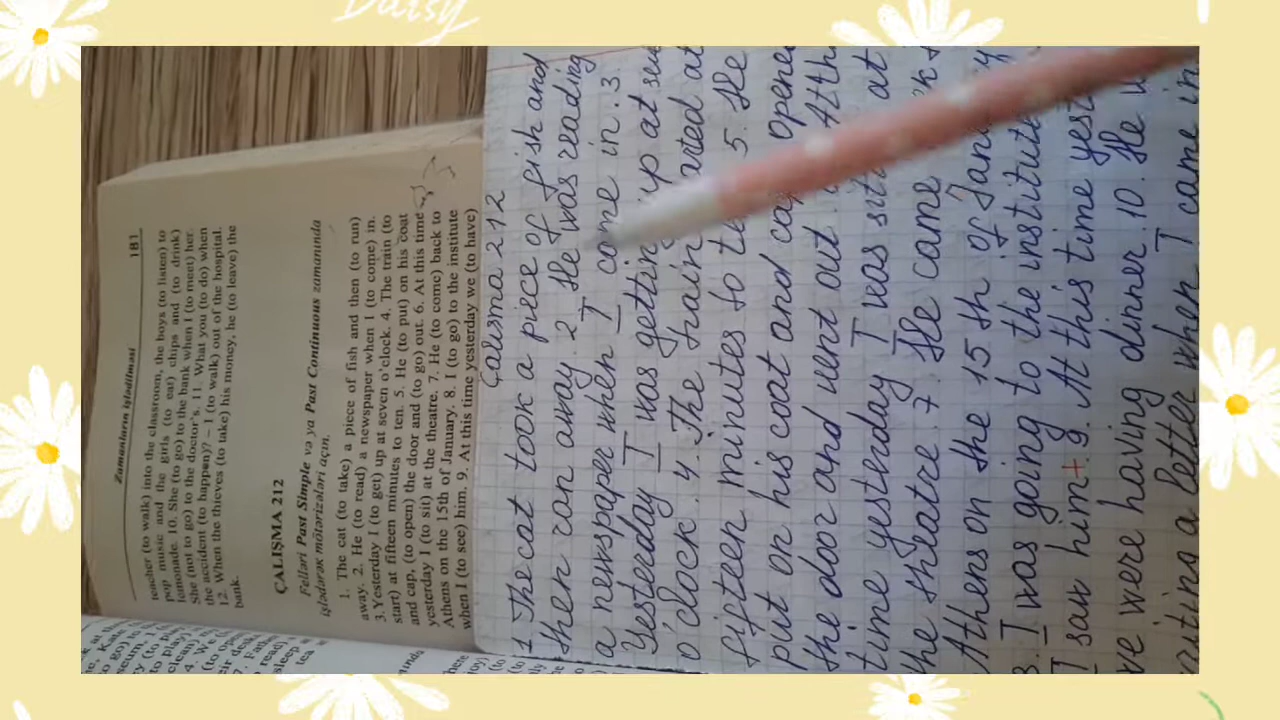 Daisy
Zamanların işlədilməsi
181
teacher (to walk) into the classroom, the boys (to listen) to
pop music and the girls (to eat) chips and (to drink)
lemonade. 10. She (to go) to the bank when I (to meet) her.
She (not to go) to the doctor's. 11. What you (to do) when
the accident (to happen)? – I (to walk) out of the hospital.
12. When the thieves (to take) his money, he (to leave) the
bank.
ÇALIŞMA 212
Felləri Past Simple və ya Past Continuous zamanında
işlədərək mötərizələri açın.
1. The cat (to take) a piece of fish and then (to run)
away. 2. He (to read) a newspaper when I (to come) in.
3.Yesterday I (to get) up at seven o'clock. 4. The train (to
start) at fifteen minutes to ten. 5. He (to put) on his coat
and cap, (to open) the door and (to go) out. 6. At this time
yesterday I (to sit) at the theatre. 7. He (to come) back to
Athens on the 15th of January. 8. I (to go) to the institute
when I (to see) him. 9. At this time yesterday we (to have)
Çalışma 212
1 The cat took a piece of fish and
then ran away. 2 He was reading
a newspaper when I come in. 3.
Yesterday I was getting up at
o'clock. 4. The train at
fifteen minutes to 5. He
put on his coat and
the door and went out.
time yesterday I was at
the theatre. 7. He came
Athens on the 15th of
I was going to the institute
I saw him. 9. At this time
were having dinner. 10. He
a letter when I came in